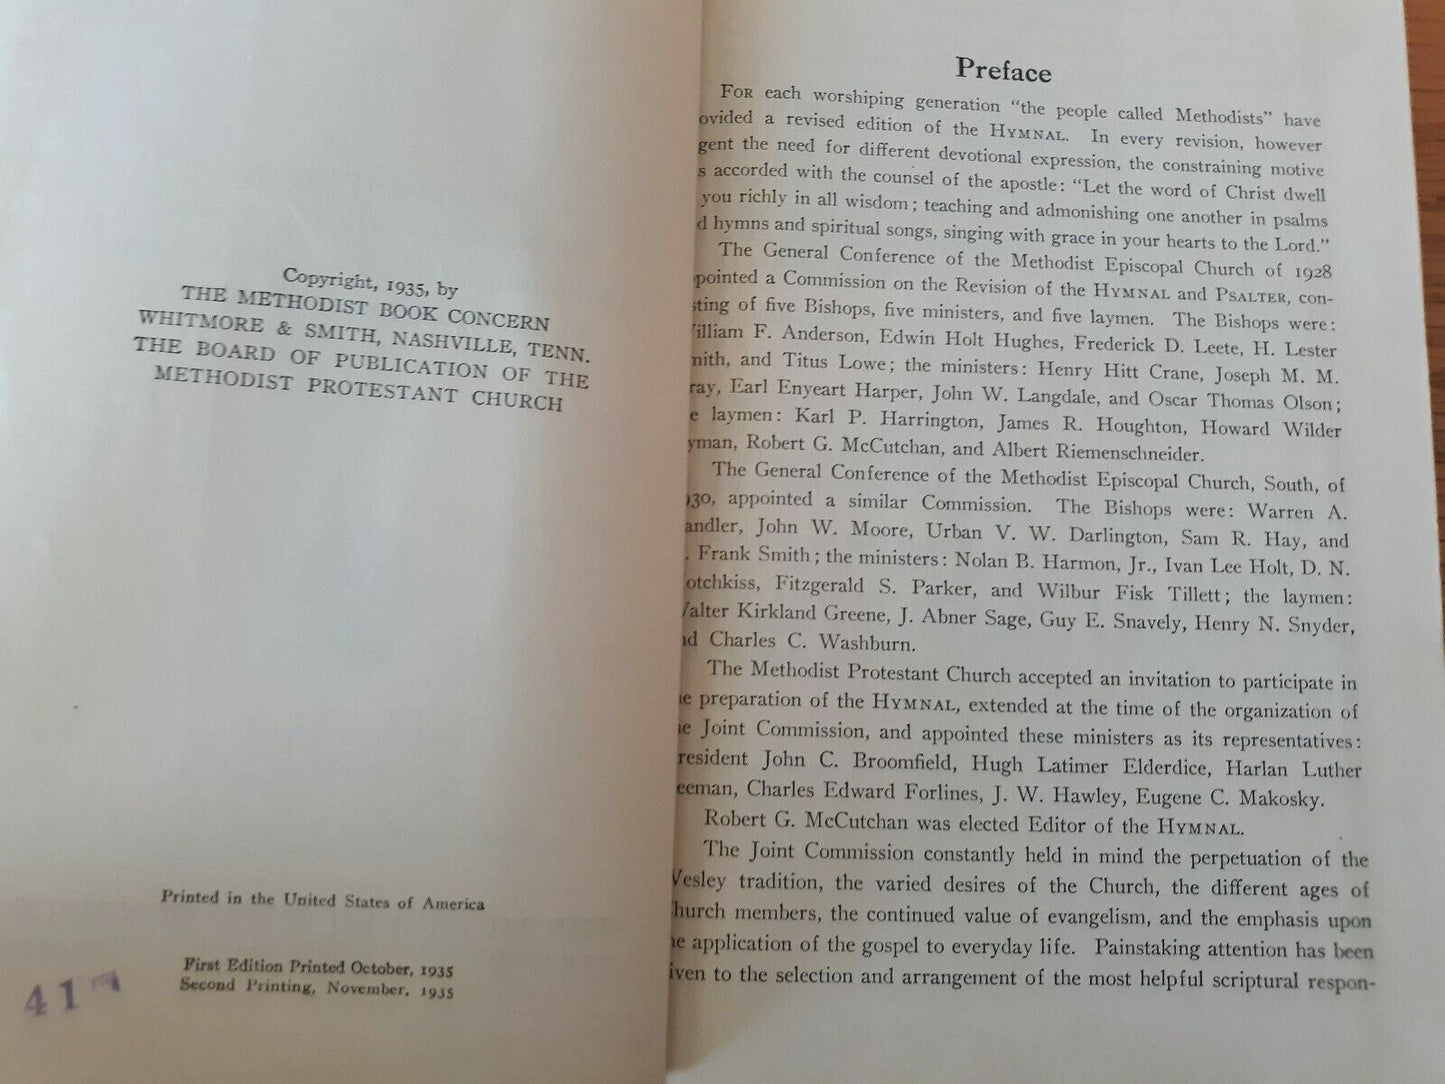 Copyright, 1935, by
THE METHODIST BOOK CONCERN
WHITMORE & SMITH, NASHVILLE, TENN.
THE BOARD OF PUBLICATION OF THE
METHODIST PROTESTANT CHURCH
Printed in the United States of America
First Edition Printed October, 1935
Second Printing, November, 1935
41
Preface
FOR each worshiping generation "the people called Methodists" have
ovided a revised edition of the HYMNAL. In every revision, however
gent the need for different devotional expression, the constraining motive
s accorded with the counsel of the apostle: "Let the word of Christ dwell
you richly in all wisdom; teaching and admonishing one another in psalms
d hymns and spiritual songs, singing with grace in your hearts to the Lord."
The General Conference of the Methodist Episcopal Church of 1928
pointed a Commission on the Revision of the HYMNAL and PSALTER, con-
sting of five Bishops, five ministers, and five laymen. The Bishops were:
illiam F. Anderson, Edwin Holt Hughes, Frederick D. Leete, H. Lester
mith, and Titus Lowe; the ministers: Henry Hitt Crane, Joseph M. M.
ray, Earl Enyeart Harper, John W. Langdale, and Oscar Thomas Olson;
e laymen: Karl P. Harrington, James R. Houghton, Howard Wilder
yman, Robert G. McCutchan, and Albert Riemenschneider.
The General Conference of the Methodist Episcopal Church, South, of
930, appointed a similar Commission. The Bishops were: Warren A.
andler, John W. Moore, Urban V. W. Darlington, Sam R. Hay, and
. Frank Smith; the ministers: Nolan B. Harmon, Jr., Ivan Lee Holt, D. N.
otchkiss, Fitzgerald S. Parker, and Wilbur Fisk Tillett; the laymen:
Walter Kirkland Greene, J. Abner Sage, Guy E. Snavely, Henry N. Snyder,
nd Charles C. Washburn.
The Methodist Protestant Church accepted an invitation to participate in
he preparation of the HYMNAL, extended at the time of the organization of
he Joint Commission, and appointed these ministers as its representatives:
resident John C. Broomfield, Hugh Latimer Elderdice, Harlan Luther
eeman, Charles Edward Forlines, J. W. Hawley, Eugene C. Makosky.
Robert G. McCutchan was elected Editor of the HYMNAL.
The Joint Commission constantly held in mind the perpetuation of the
Wesley tradition, the varied desires of the Church, the different ages of
Church members, the continued value of evangelism, and the emphasis upon
he application of the gospel to everyday life. Painstaking attention has been
iven to the selection and arrangement of the most helpful scriptural respon-